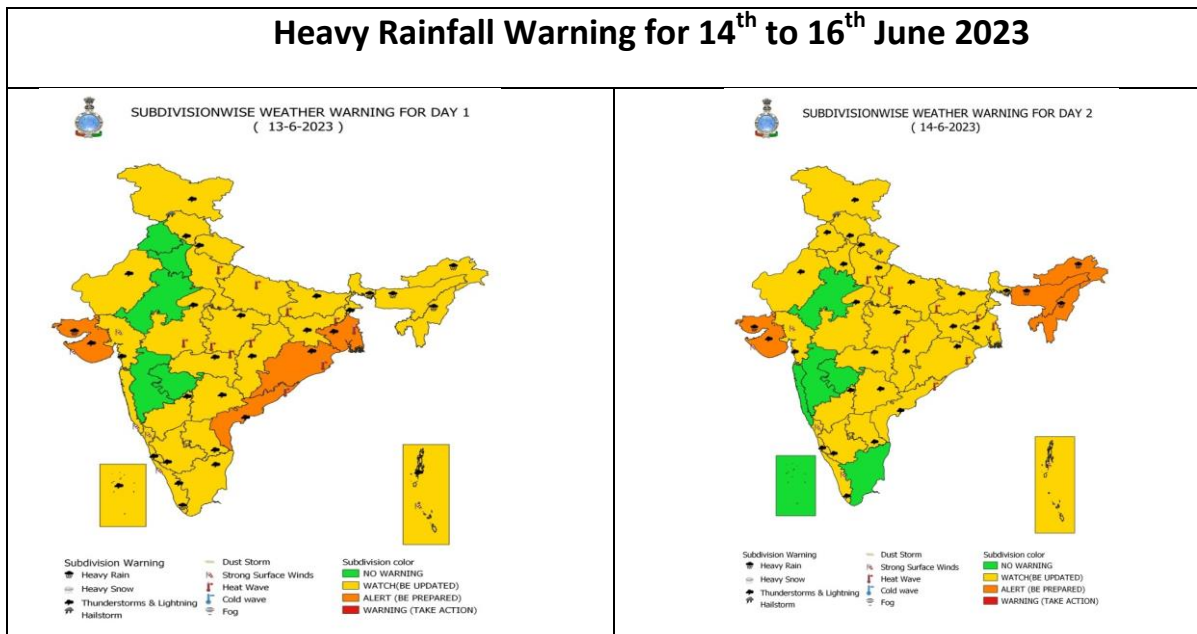 Heavy Rainfall Warning for 14th to 16th June 2023
SUBDIVISIONWISE WEATHER WARNING FOR DAY 1
( 13-6-2023 )
Subdivision Warning
Heavy Rain
Heavy Snow
Thunderstorms & Lightning
Hailstorm
Dust Storm
Strong Surface Winds
Heat Wave
Cold wave
Fog
Subdivision color
NO WARNING
WATCH(BE UPDATED)
ALERT (BE PREPARED)
WARNING (TAKE ACTION)
SUBDIVISIONWISE WEATHER WARNING FOR DAY 2
( 14-6-2023)
Subdivision Warning
Heavy Rain
Heavy Snow
Thunderstorms & Lightning
Hailstorm
Dust Storm
Strong Surface Winds
Heat Wave
Cold wave
Fog
Subdivision color
NO WARNING
WATCH(BE UPDATED)
ALERT (BE PREPARED)
WARNING (TAKE ACTION)